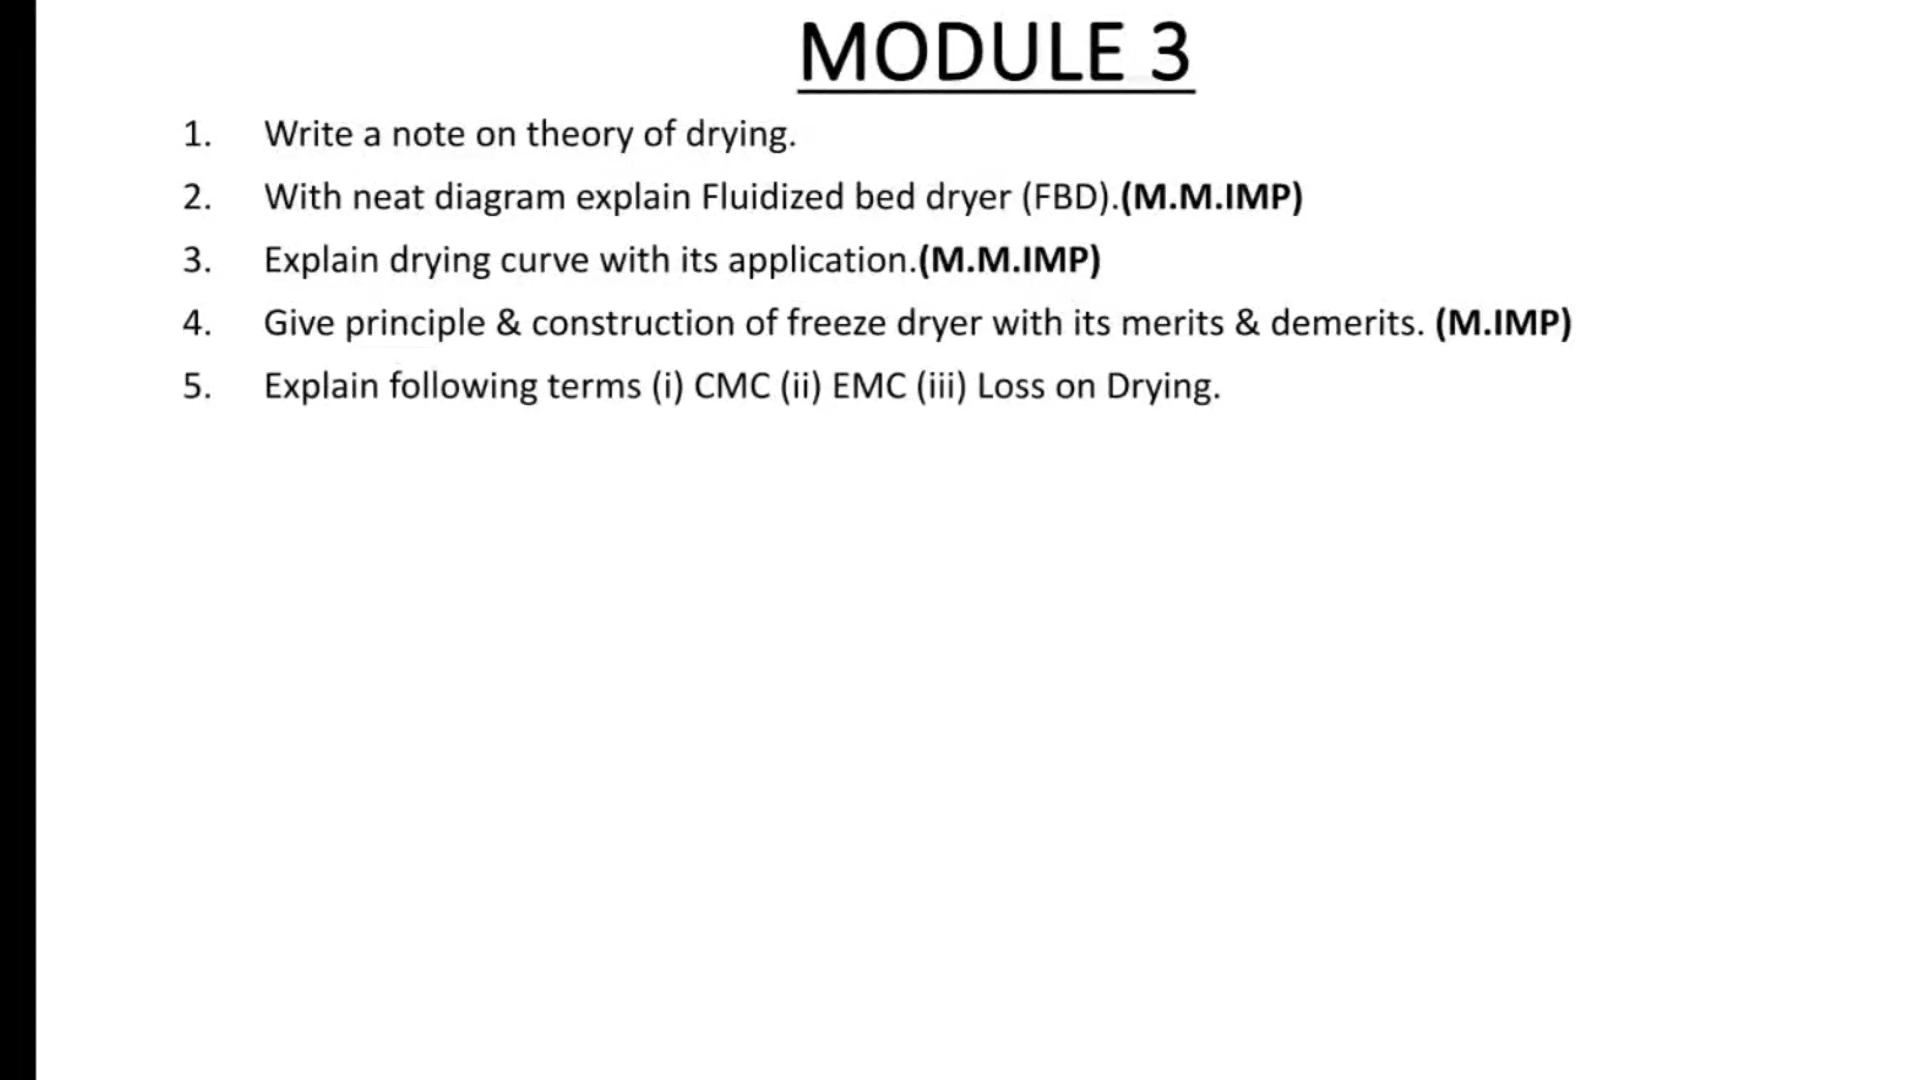 MODULE 3
1. Write a note on theory of drying.
2. With neat diagram explain Fluidized bed dryer (FBD).(M.M.IMP)
3. Explain drying curve with its application.(M.M.IMP)
4. Give principle & construction of freeze dryer with its merits & demerits. (M.IMP)
5. Explain following terms (i) CMC (ii) EMC (iii) Loss on Drying.